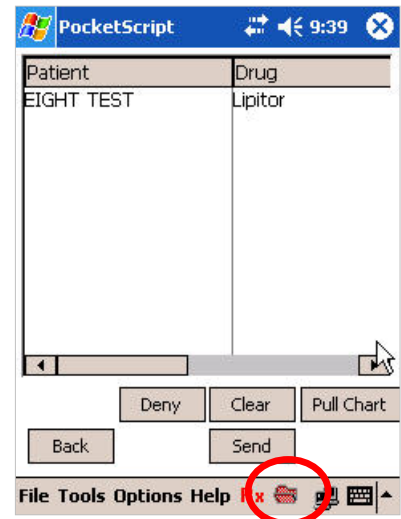 PocketScript 9:39
Patient Drug
EIGHT TEST Lipitor
Deny Clear Pull Chart
Back Send
File Tools Options Help Rx